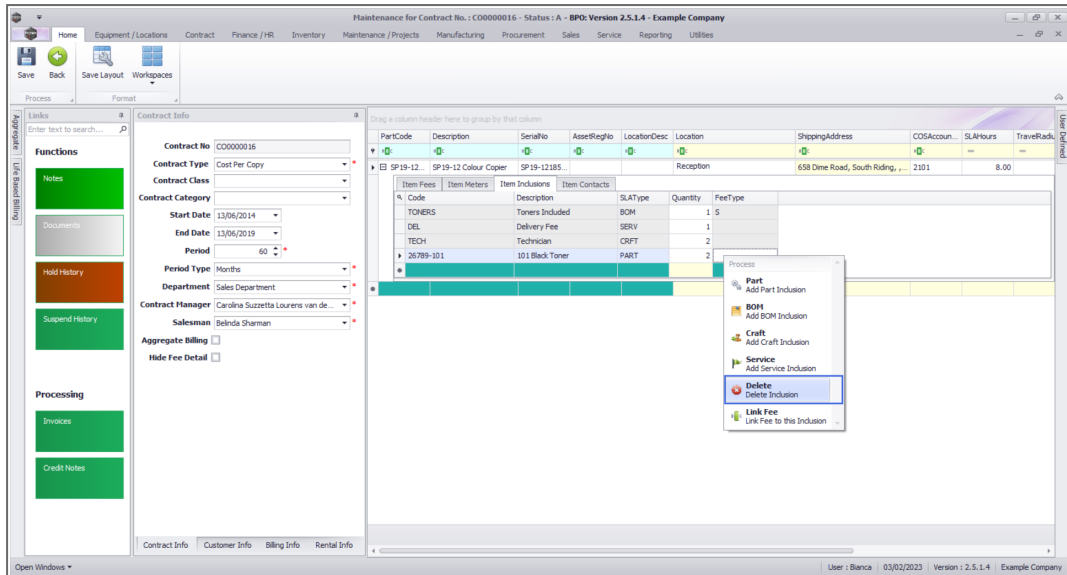 Maintenance for Contract No. : CO0000016 - Status : A - BPO: Version 2.5.1.4 - Example Company
Home Equipment / Locations Contract Finance / HR Inventory Maintenance / Projects Manufacturing Procurement Sales Service Reporting Utilities
Save Back Save Layout Workspaces
Process Format
Aggregate
Life Based Billing
Links
Enter text to search...
Functions
Notes
Documents
Hold History
Suspend History
Processing
Invoices
Credit Notes
Contract Info
Contract No CO0000016
Contract Type Cost Per Copy *
Contract Class
Contract Category
Start Date 13/06/2014
End Date 13/06/2019
Period 60 *
Period Type Months *
Department Sales Department *
Contract Manager Carolina Suzzetta Lourens van de... *
Salesman Belinda Sharman *
Aggregate Billing
Hide Fee Detail
Contract Info Customer Info Billing Info Rental Info
Drag a column header here to group by that column
PartCode Description SerialNo AssetRegNo LocationDesc Location ShippingAddress COSAccoun... SLAHours TravelRadiu
SP19-12... SP19-12 Colour Copier SP19-12185... Reception 658 Dime Road, South Riding, ,... 2101 8.00
Item Fees Item Meters Item Inclusions Item Contacts
Code Description SLAType Quantity FeeType
TONERS Toners Included BOM 1 S
DEL Delivery Fee SERV 1
TECH Technician CRFT 2
26789-101 101 Black Toner PART 2
Process
Part
Add Part Inclusion
BOM
Add BOM Inclusion
Craft
Add Craft Inclusion
Service
Add Service Inclusion
Delete
Delete Inclusion
Link Fee
Link Fee to this Inclusion
User Defined
Open Windows User : Bianca 03/02/2023 Version : 2.5.1.4 Example Company